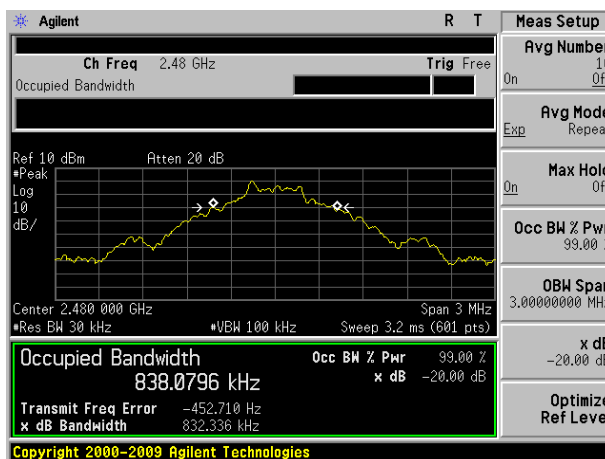 Agilent R T Meas Setup
Ch Freq 2.48 GHz Trig Free
Occupied Bandwidth
Avg Number
On
Avg Mode
Exp
Max Hold
On
Occ BW % Pwr
99.00 %
OBW Span
3.00000000
x dB
-20.00 dB
Optimize
Ref Level
Ref 10 dBm Atten 20 dB
#Peak
Log
10
dB/
Center 2.480 000 GHz Span 3 MHz
#Res BW 30 kHz #VBW 100 kHz Sweep 3.2 ms (601 pts)
Occupied Bandwidth
838.0796 kHz
Occ BW % Pwr 99.00 %
x dB -20.00 dB
Transmit Freq Error -452.710 Hz
x dB Bandwidth 832.336 kHz
Copyright 2000-2009 Agilent Technologies